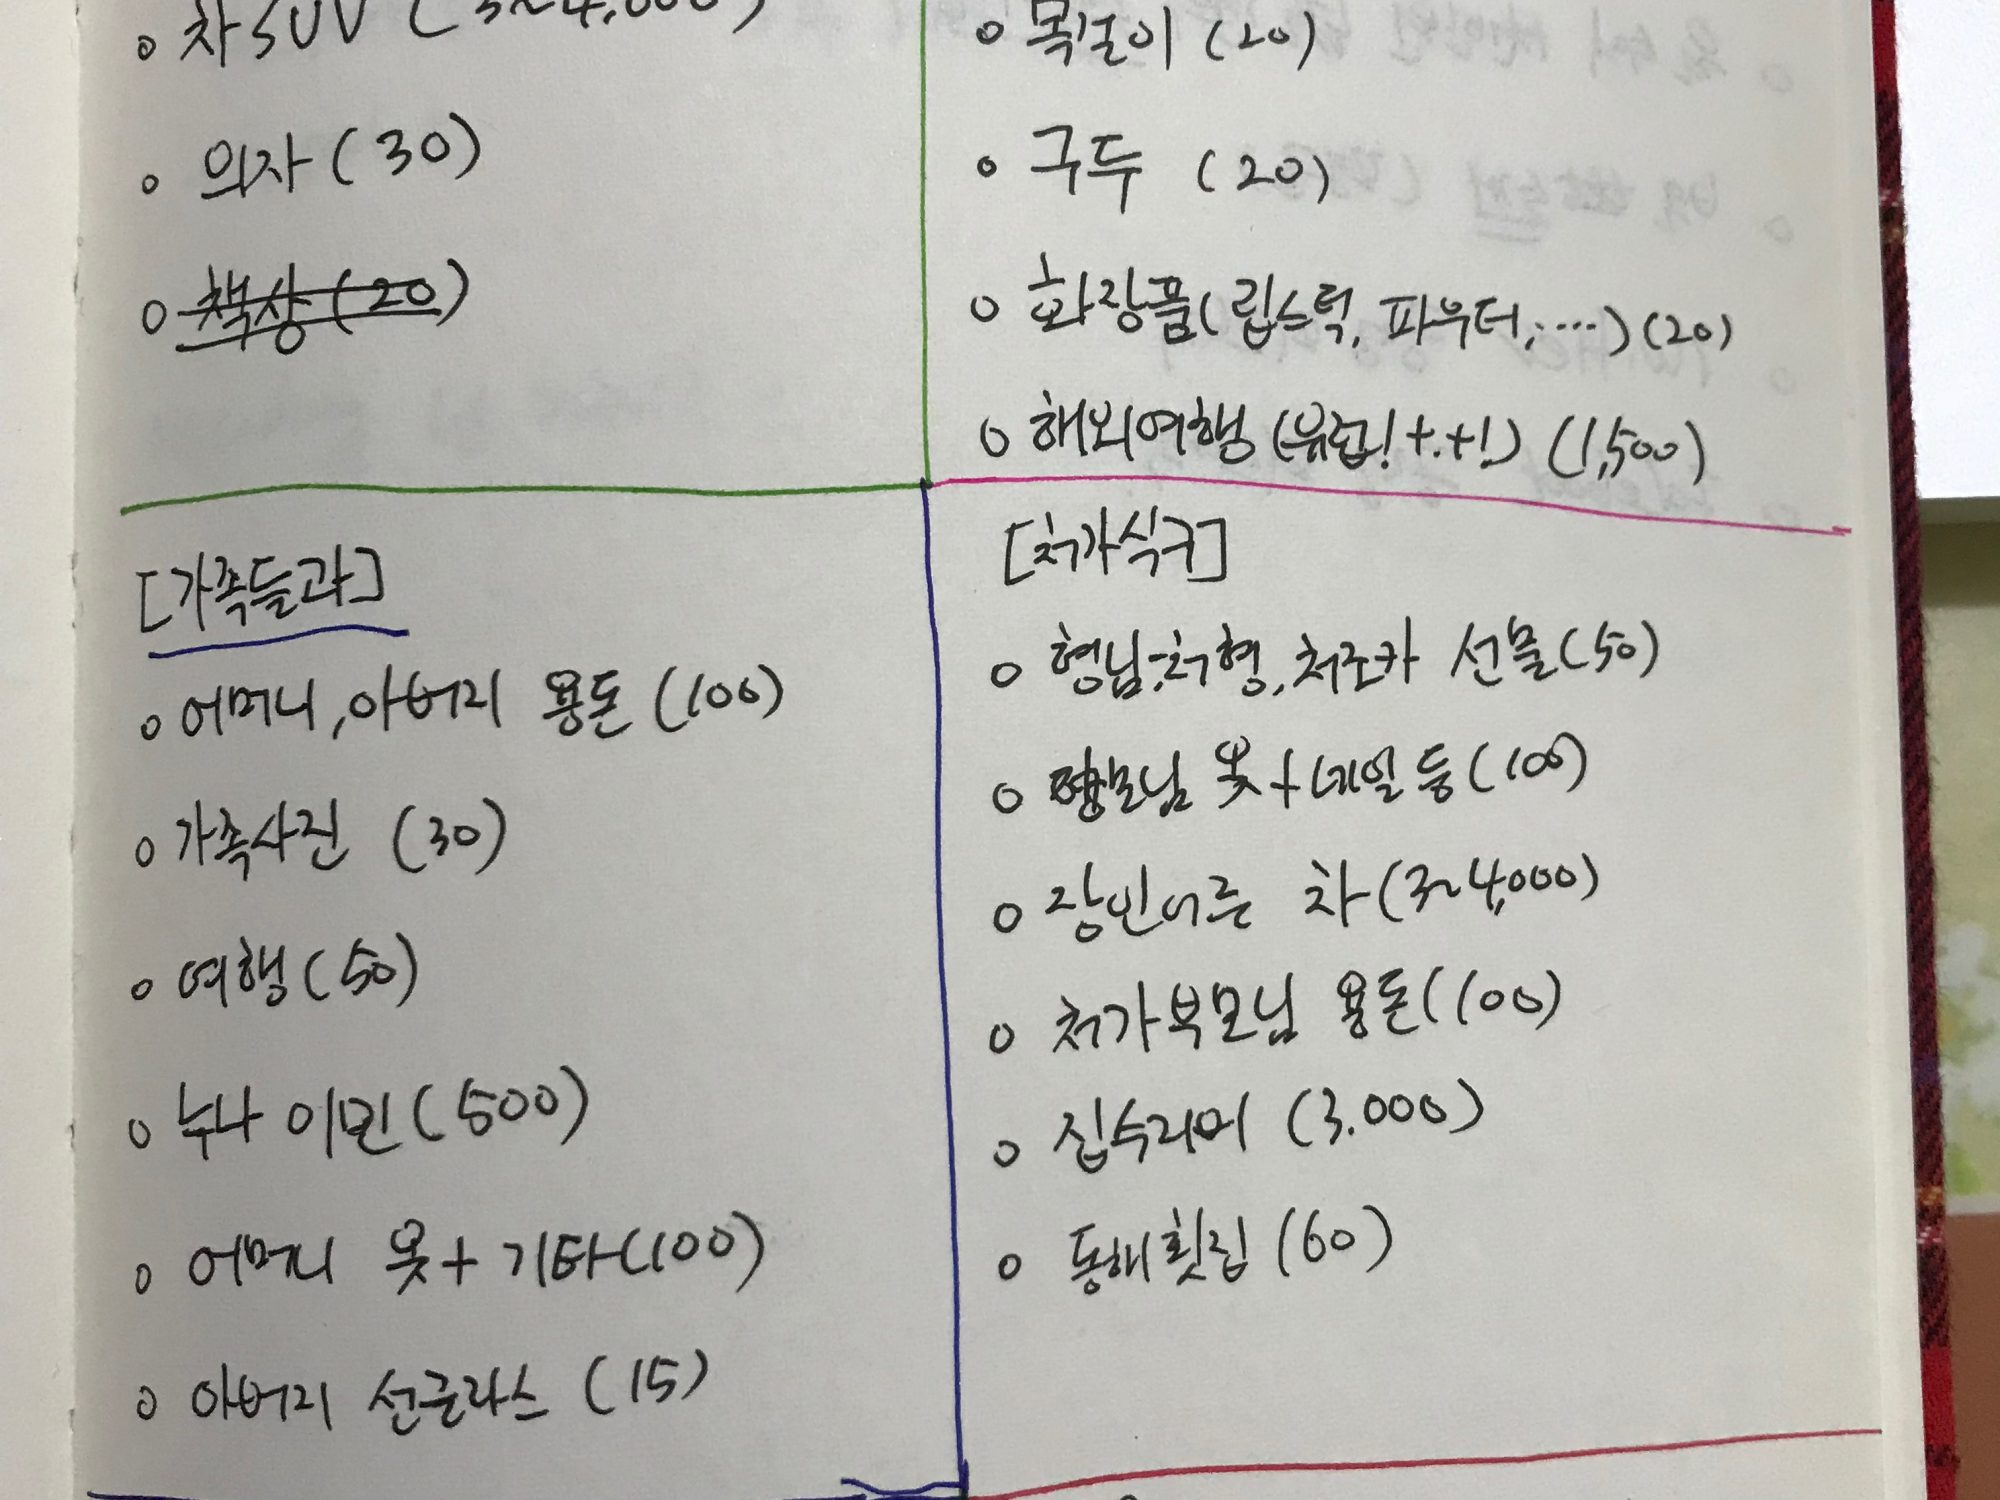 차 SUV (3~4,000)
의자 (30)
책상 (20)
목걸이 (20)
구두 (20)
화장품 (립스틱, 파우더, ....) (20)
해외여행 (유럽! +.+!) (1,500)
[가족들과]
어머니, 아버지 용돈 (100)
가족사진 (30)
여행 (50)
누나 이민 (500)
어머니 옷 + 기타 (100)
아버지 선글라스 (15)
[처가식구]
형님, 처형, 처조카 선물 (50)
장모님 옷 + 네일 등 (100)
장인어른 차 (3~4,000)
처가부모님 용돈 (100)
집수리비 (3.000)
동해횟집 (60)